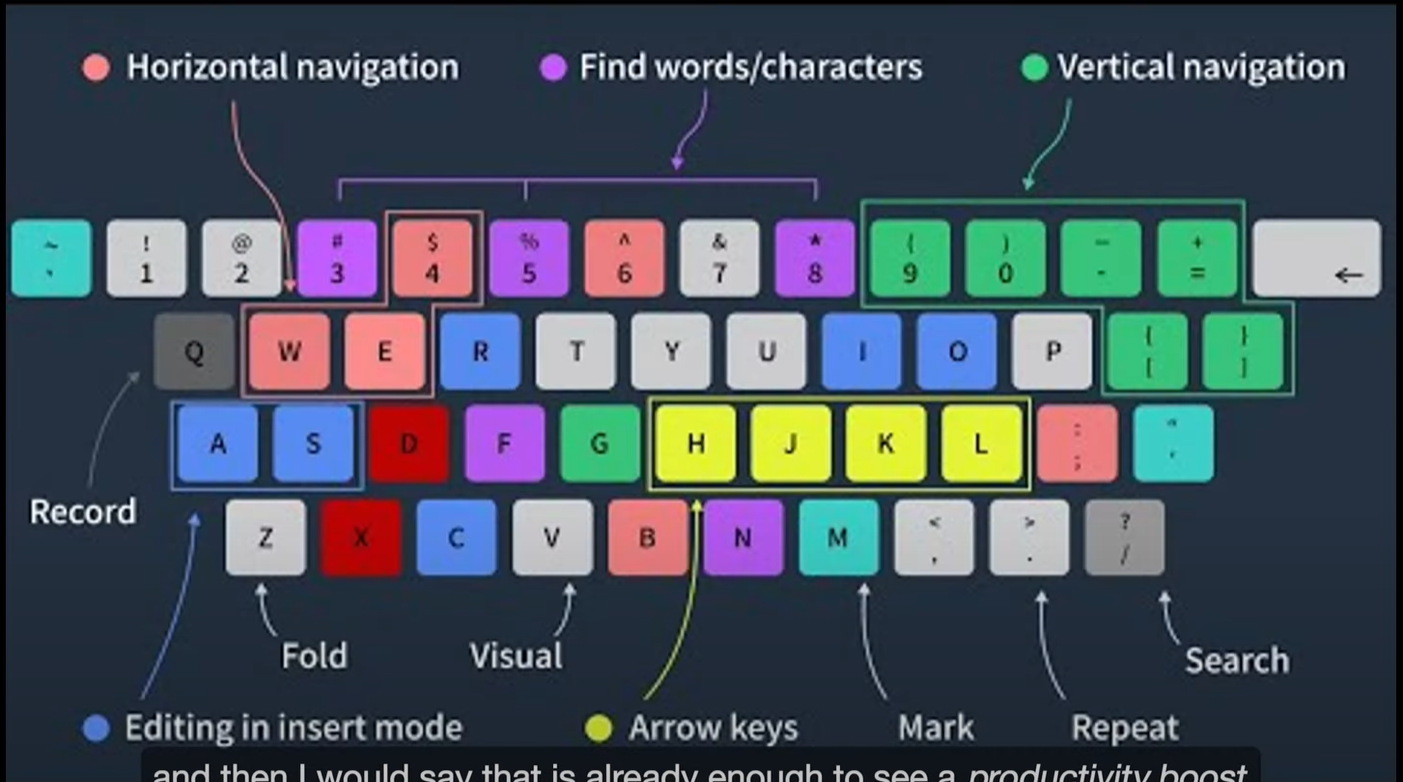 Horizontal navigation
Find words/characters
Vertical navigation
~ ! @ # $ % ^ & * ( ) – +
` 1 2 3 4 5 6 7 8 9 0 - = ←
Q W E R T Y U I O P { }
[ ]
A S D F G H J K L : "
; '
Record
Z X C V B N M < > ?
, . /
Fold
Visual
Search
Editing in insert mode
Arrow keys
Mark
Repeat
and then I would say that is already enough to see a productivity boost